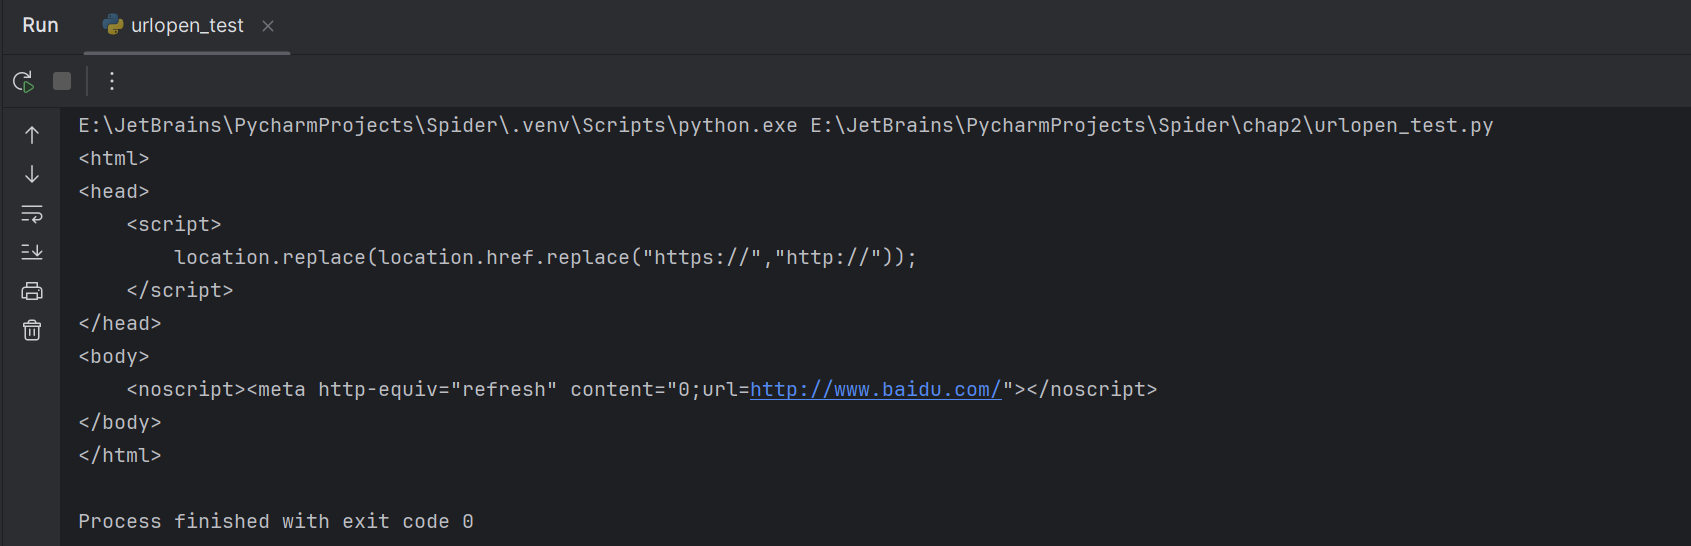 Run urlopen_test
E:\JetBrains\PycharmProjects\Spider\.venv\Scripts\python.exe E:\JetBrains\PycharmProjects\Spider\chap2\urlopen_test.py
<html>
<head>
    <script>
        location.replace(location.href.replace("https://","http://"));
    </script>
</head>
<body>
    <noscript><meta http-equiv="refresh" content="0;url=http://www.baidu.com/"></noscript>
</body>
</html>
Process finished with exit code 0